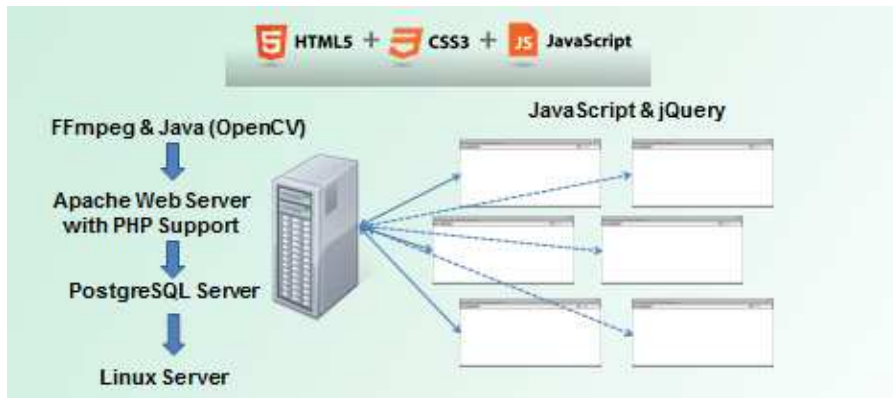 HTML5 + CSS3 + JS JavaScript
FFmpeg & Java (OpenCV)
Apache Web Server
with PHP Support
PostgreSQL Server
Linux Server
JavaScript & jQuery